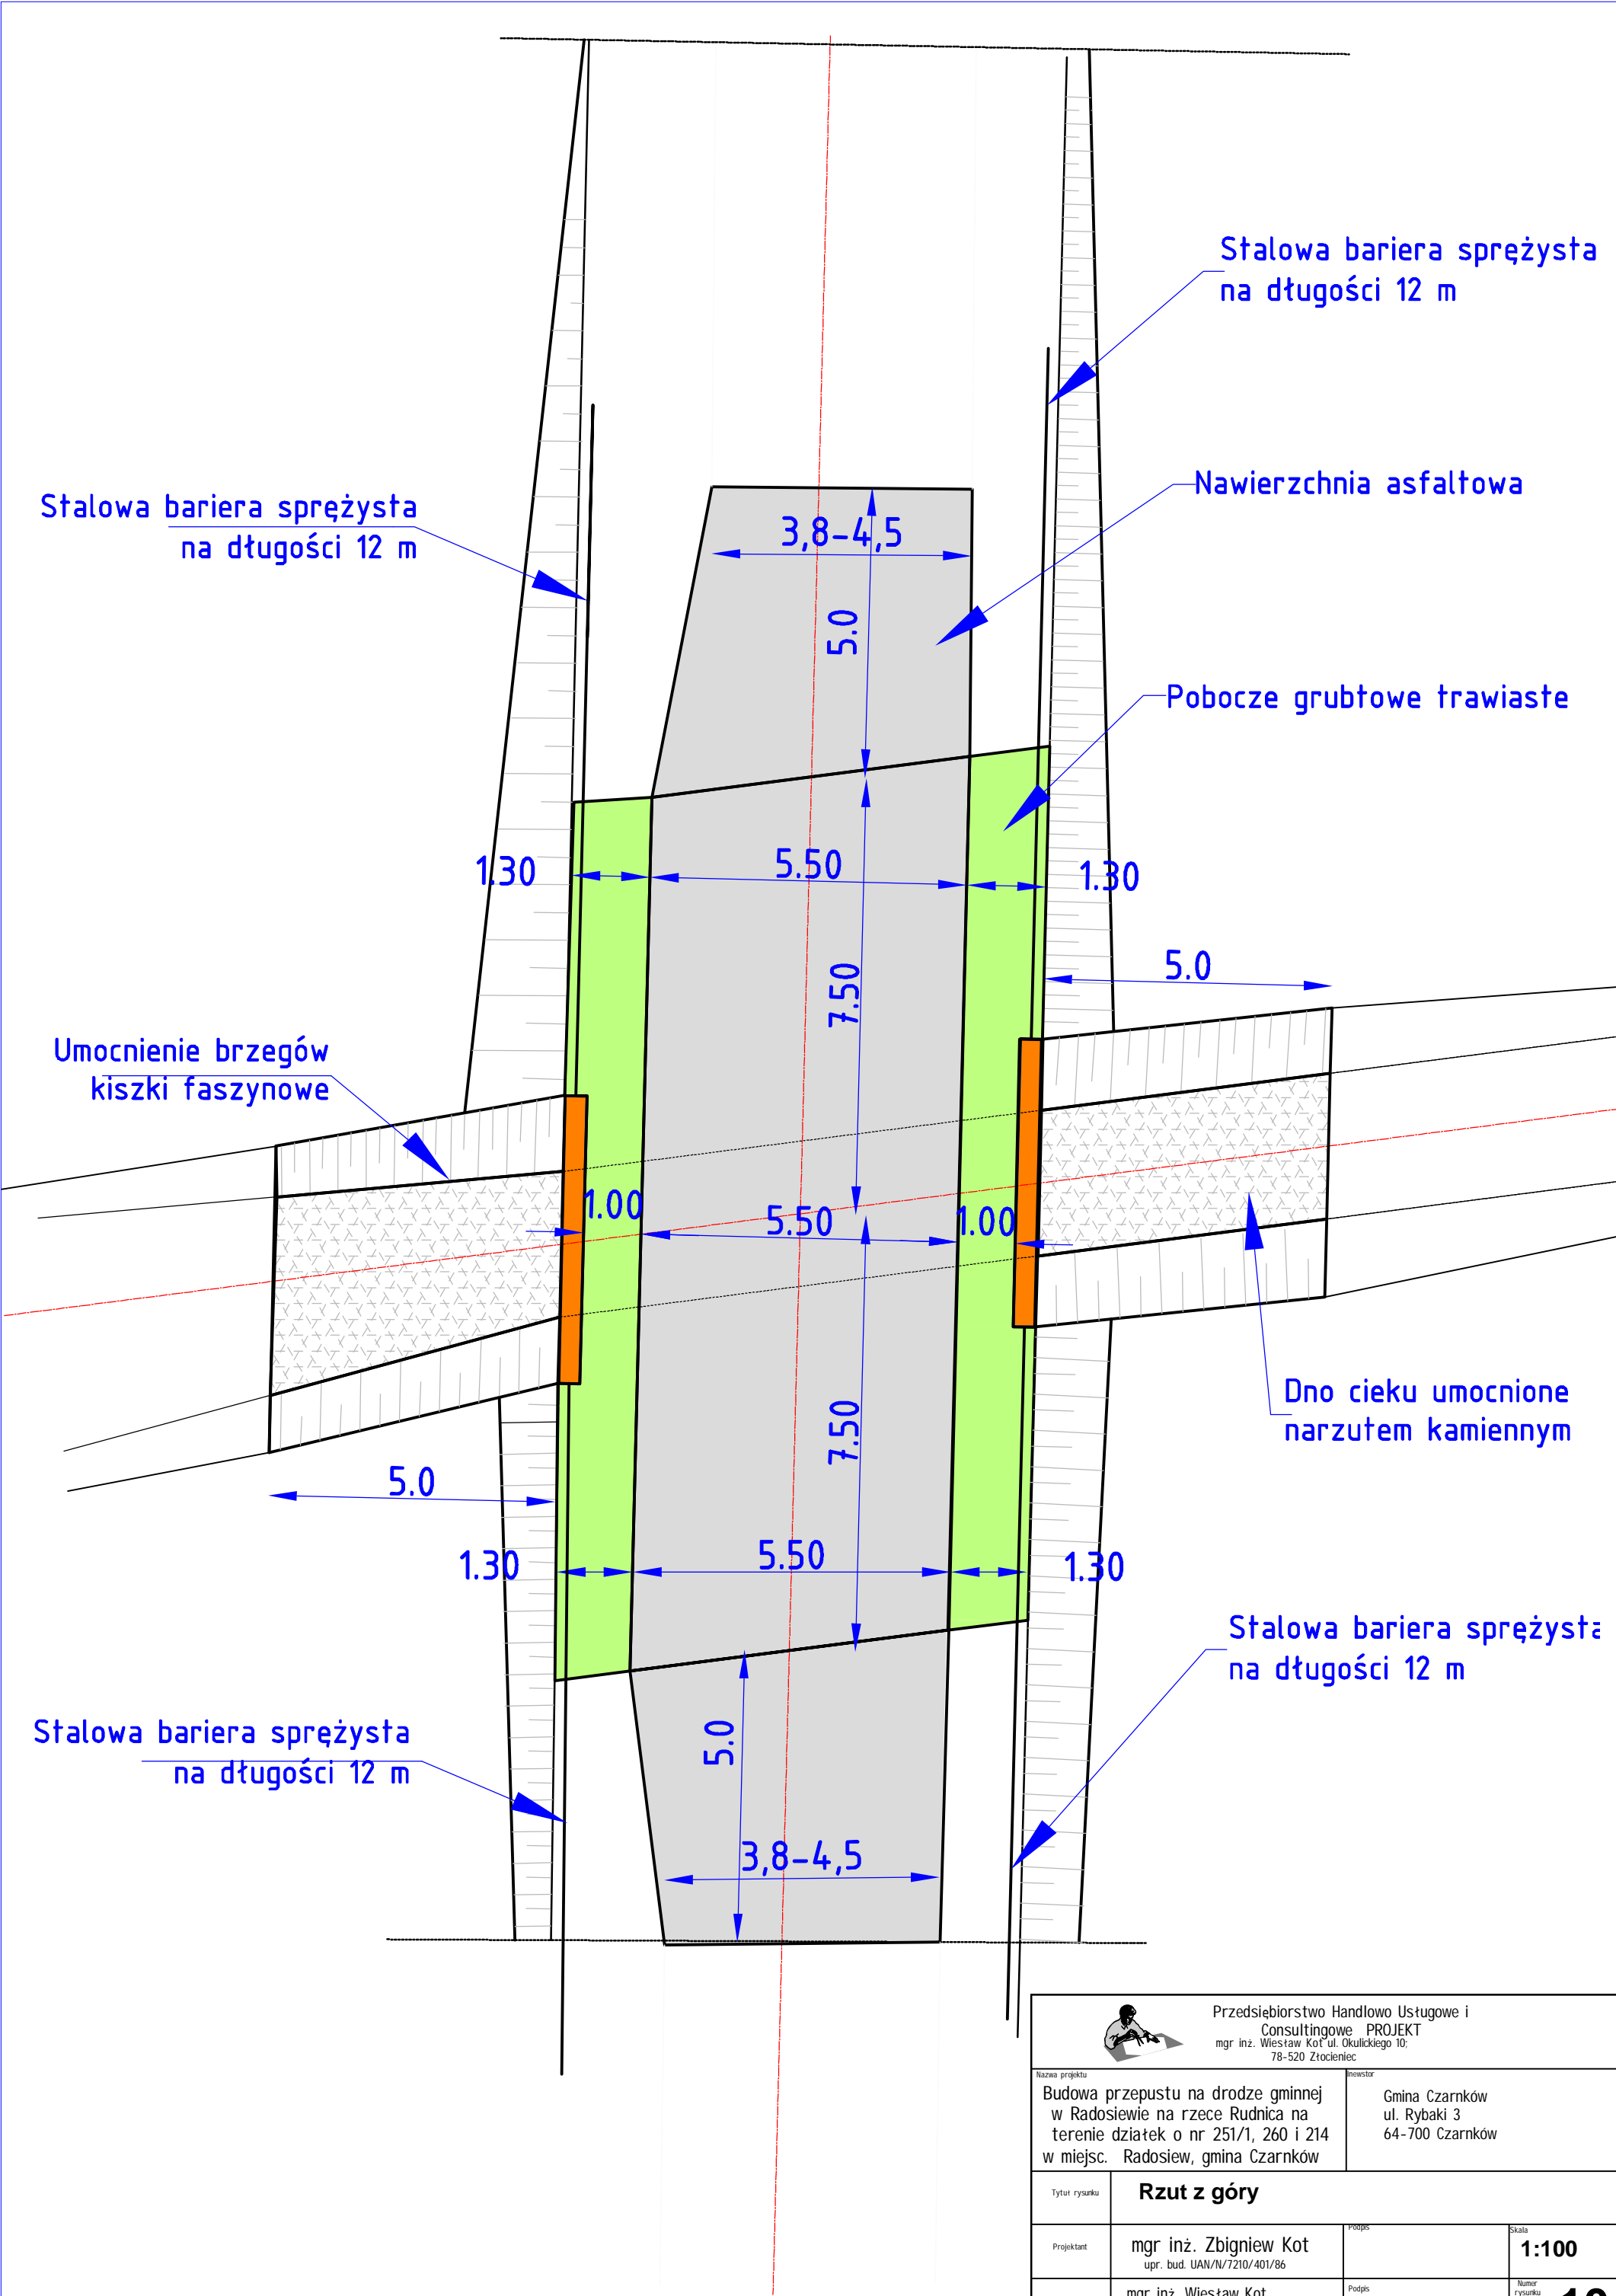 Stalowa bariera sprężysta
na długości 12 m
Nawierzchnia asfaltowa
Stalowa bariera sprężysta
na długości 12 m
3,8-4,5
5.0
Pobocze grubtowe trawiaste
1.30
5.50
1.30
7.50
5.0
Umocnienie brzegów
kiszki faszynowe
1.00
5.50
1.00
Dno cieku umocnione
narzutem kamiennym
7.50
5.0
1.30
5.50
1.30
Stalowa bariera sprężysta
na długości 12 m
Stalowa bariera sprężysta
na długości 12 m
5.0
3,8-4,5
Przedsiębiorstwo Handlowo Usługowe i
Consultingowe PROJEKT
mgr inż. Wiesław Kot ul. Okulickiego 10;
78-520 Złocieniec
Nazwa projektu
Budowa przepustu na drodze gminnej
w Radosiewie na rzece Rudnica na
terenie działek o nr 251/1, 260 i 214
w miejsc. Radosiew, gmina Czarnków
Inewstor
Gmina Czarnków
ul. Rybaki 3
64-700 Czarnków
Tytuł rysunku
Rzut z góry
Projektant
mgr inż. Zbigniew Kot
upr. bud. UAN/N/7210/401/86
Podpis
Skala
1:100
mgr inż. Wiesław Kot
Podpis
Numer
rysunku